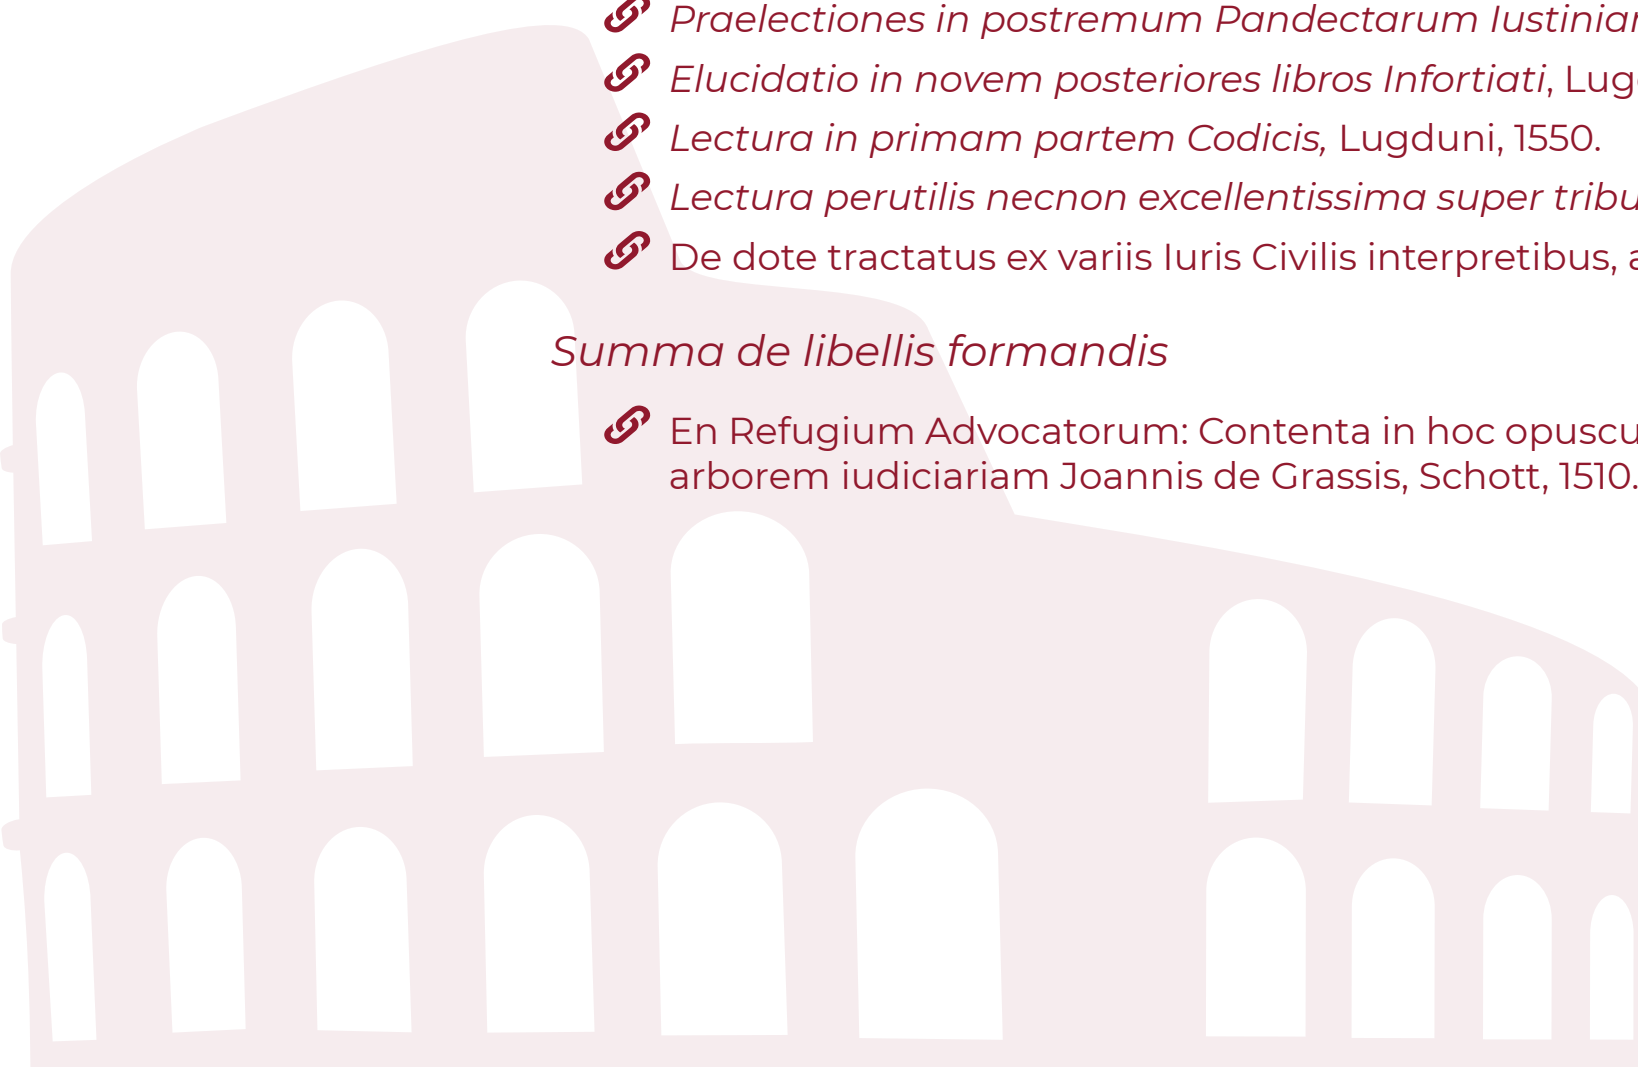 Praelectiones in postremum Pandectarum
Elucidatio in novem posteriores libros Infortiati,
Lectura in primam partem Codicis, Lugduni, 1550.
Lectura perutilis necnon excellentissima super
De dote tractatus ex variis Iuris Civilis interpretibus,
Summa de libellis formandis
En Refugium Advocatorum: Contenta in hoc
arborem iudiciariam Joannis de Grassis, Schott, 1510.